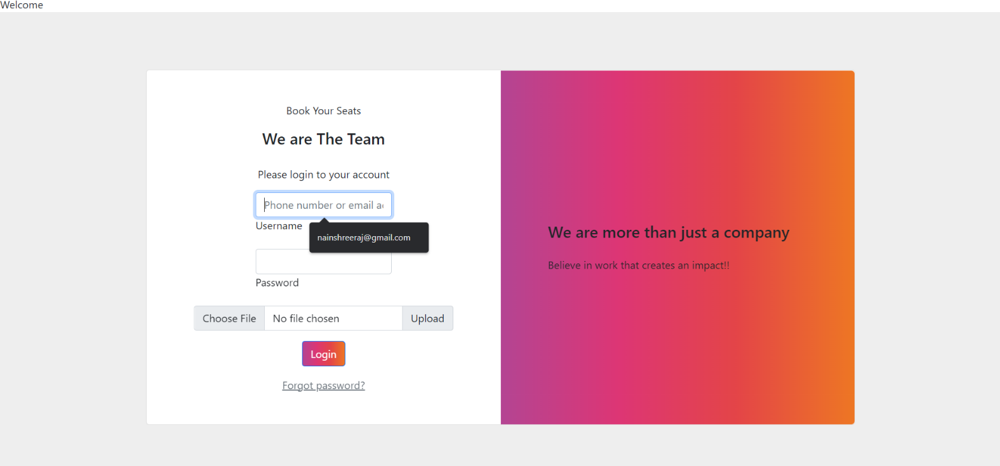 Welcome
Book Your Seats
We are The Team
Please login to your account
Phone number or email a
Username
nainshreeraj@gmail.com
Password
Choose File No file chosen Upload
Login
Forgot password?
We are more than just a company
Believe in work that creates an impact!!